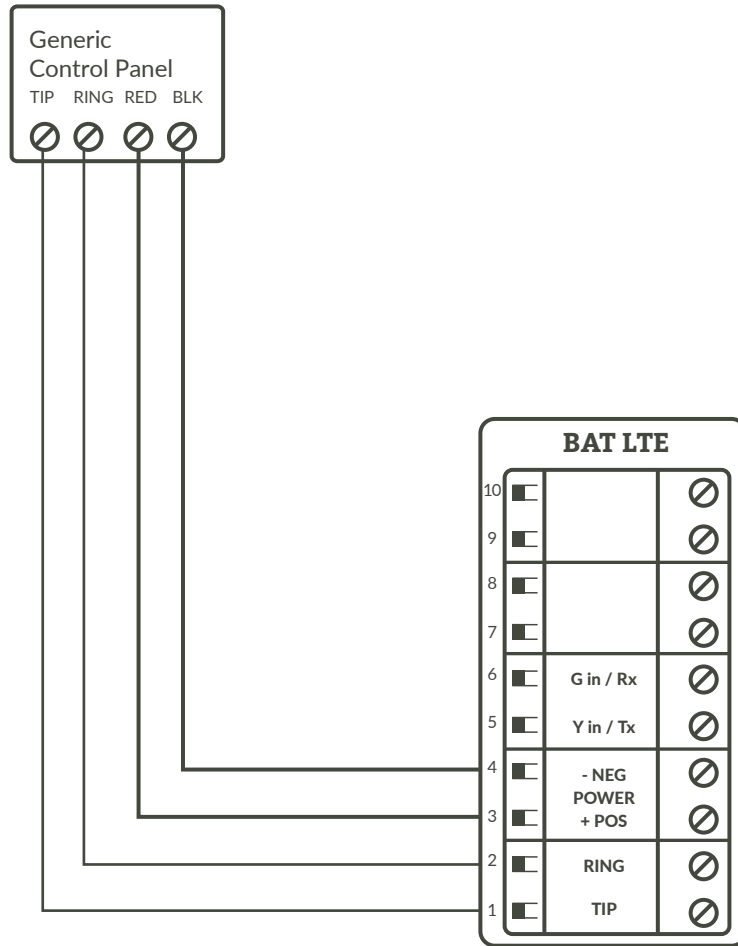 Generic
Control Panel
TIP RING RED BLK
BAT LTE
10
9
8
7
6 G in / Rx
5 Y in / Tx
4 - NEG
POWER
3 + POS
2 RING
1 TIP